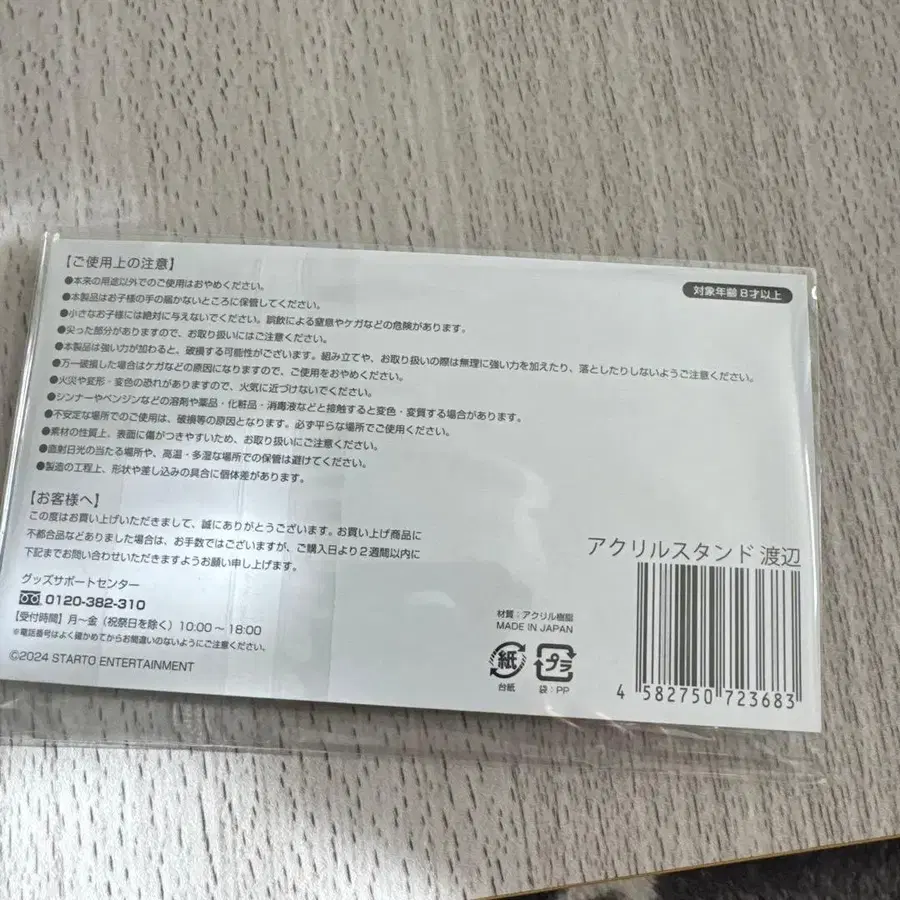 【ご使用上の注意】
対象年齢 8才以上
●本来の用途以外でのご使用はおやめください。
●本製品はお子様の手の届かないところに保管してください。
●小さなお子様には絶対に与えないでください。誤飲による窒息やケガなどの危険があります。
●尖った部分がありますので、お取り扱いにはご注意ください。
●本製品は強い力が加わると、破損する可能性がございます。組み立てや、お取り扱いの際は無理に強い力を加えたり、落としたりしないようご注意ください。
●万一破損した場合はケガなどの原因になりますので、ご使用をおやめください。
●火災や変形・変色の恐れがありますので、火気に近づけないでください。
●シンナーやベンジンなどの溶剤や薬品・化粧品・消毒液などと接触すると変色・変質する場合があります。
●不安定な場所でのご使用は、破損等の原因となります。必ず平らな場所でご使用ください。
●素材の性質上、表面に傷がつきやすいため、お取り扱いにご注意ください。
●直射日光の当たる場所や、高温・多湿な場所での保管は避けてください。
●製造の工程上、形状や差し込みの具合に個体差があります。
【お客様へ】
この度はお買い上げいただきまして、誠にありがとうございます。お買い上げ商品に
不都合品などありました場合は、お手数ではございますが、ご購入日より2週間以内に
下記までお問い合わせいただきますようお願い申し上げます。
グッズサポートセンター
0120-382-310
【受付時間】月〜金（祝祭日を除く）10:00〜18:00
※電話番号はよく確かめてからお間違いのないようにご注意ください。
©2024 STARTO ENTERTAINMENT
材質：アクリル樹脂
MADE IN JAPAN
紙
プラ
台紙
袋：PP
アクリルスタンド 渡辺
4 582750 723683